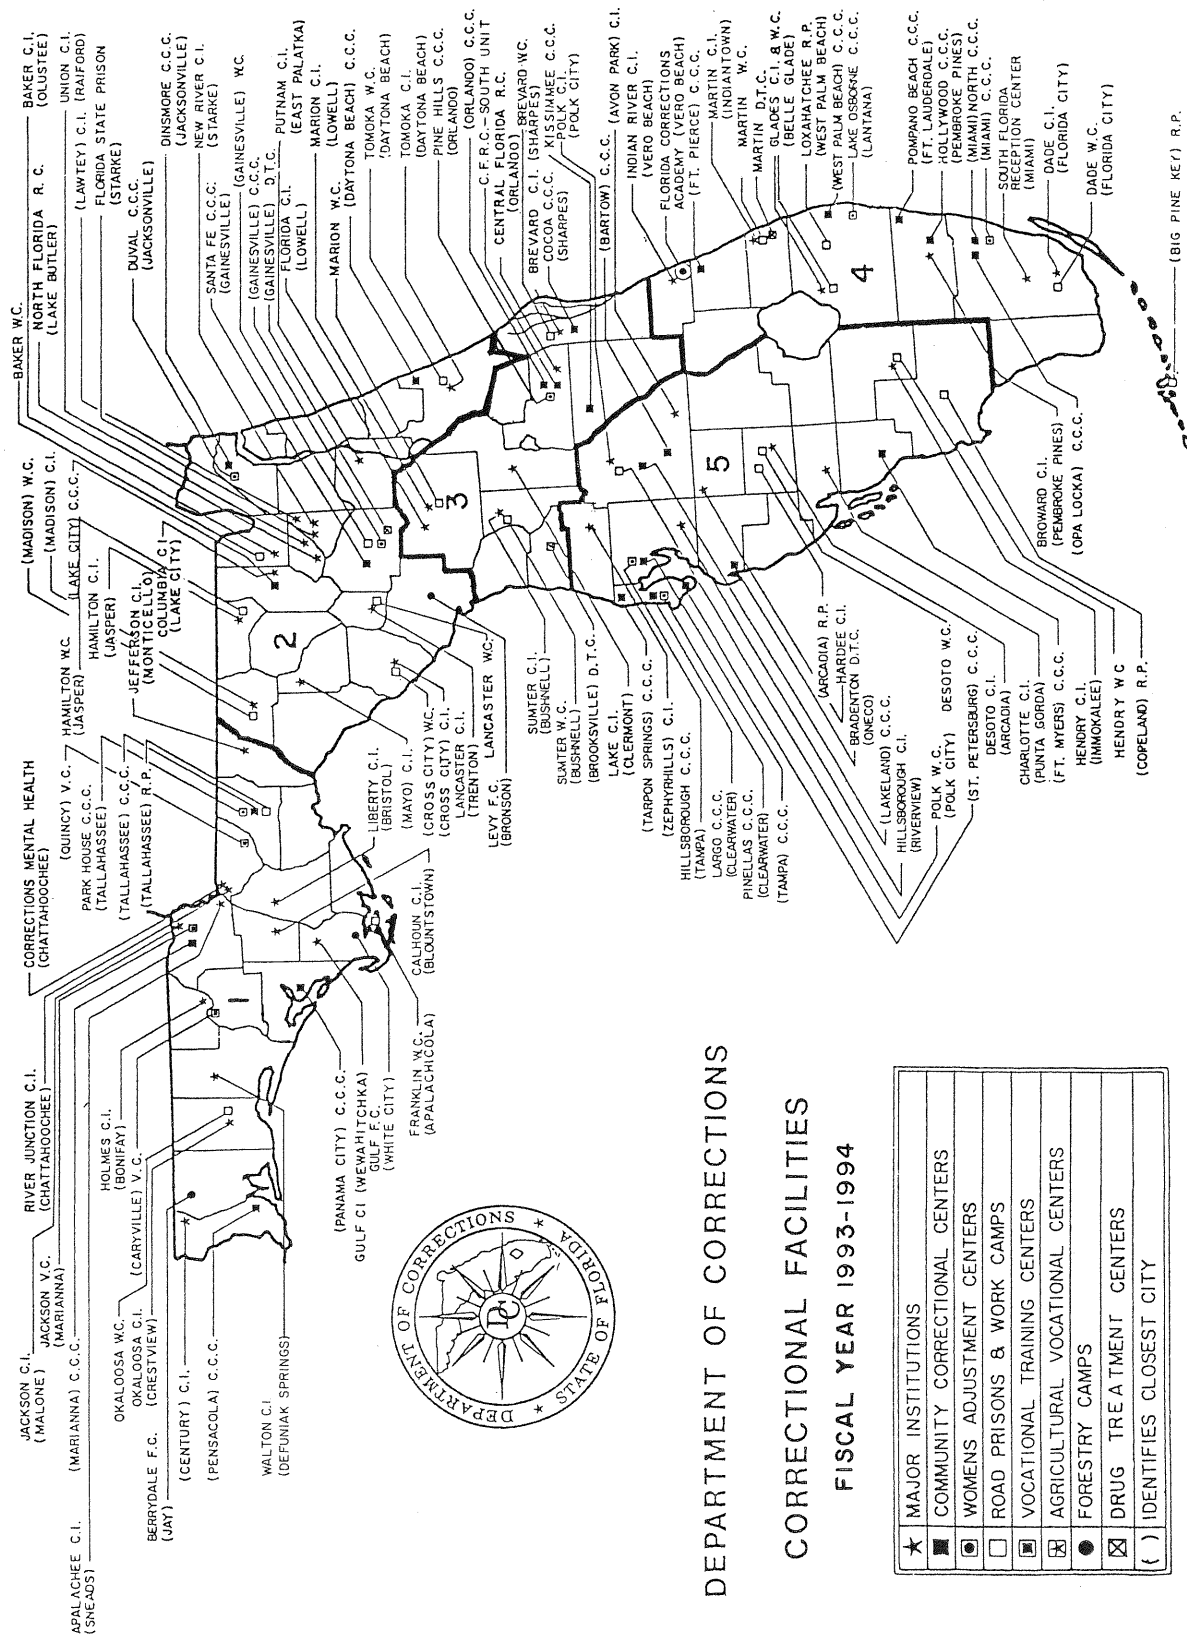 BAKER W.C.
BAKER C.I.
(OLUSTEE)
NORTH FLORIDA R. C.
(LAKE BUTLER)
UNION C.I.
(LAWTEY) C.I. (RAIFORD)
FLORIDA STATE PRISON
(STARKE)
DUVAL C.C.C.
(JACKSONVILLE)
DINSMORE C.C.C.
(JACKSONVILLE)
NEW RIVER C.I.
(STARKE)
SANTA FE C.C.C.
(GAINESVILLE)
(GAINESVILLE) W.C.
(GAINESVILLE) C.C.C.
(GAINESVILLE) D.T.C.
FLORIDA C.I.
(LOWELL)
PUTNAM C.I.
(EAST PALATKA)
MARION C.I.
(LOWELL)
MARION W.C.
(DAYTONA BEACH) C.C.C.
TOMOKA W.C.
(DAYTONA BEACH)
TOMOKA C.I.
(DAYTONA BEACH)
PINE HILLS C.C.C.
(ORLANDO)
(ORLANDO) C.C.C.
C.F.R.C.-SOUTH UNIT
CENTRAL FLORIDA R.C.
(ORLANDO)
BREVARD W.C.
BREVARD C.I. (SHARPES)
COCOA C.C.C.
(SHARPES)
KISSIMMEE C.C.C.
POLK C.I.
(POLK CITY)
(BARTOW) C.C.C.
(AVON PARK) C.I.
INDIAN RIVER C.I.
(VERO BEACH)
FLORIDA CORRECTIONS
ACADEMY (VERO BEACH)
(FT. PIERCE) C.C.C.
MARTIN C.I.
(INDIANTOWN)
MARTIN W.C.
MARTIN D.T.C.
GLADES C.I. & W.C.
(BELLE GLADE)
LOXAHATCHEE R.P.
(WEST PALM BEACH)
(WEST PALM BEACH) C.C.C.
LAKE OSBORNE C.C.C.
(LANTANA)
POMPANO BEACH C.C.C.
(FT. LAUDERDALE)
HOLLYWOOD C.C.C.
(PEMBROKE PINES)
(MIAMI) NORTH C.C.C.
(MIAMI) C.C.C.
SOUTH FLORIDA
RECEPTION CENTER
(MIAMI)
DADE C.I.
(FLORIDA CITY)
DADE W.C.
(FLORIDA CITY)
(BIG PINE KEY) R.P.
(MADISON) W.C.
(MADISON) C.I.
(LAKE CITY) C.C.C.
HAMILTON W.C.
(JASPER)
HAMILTON C.I.
(JASPER)
JEFFERSON C.I.
(MONTICELLO)
COLUMBIA C.I.
(LAKE CITY)
CORRECTIONS MENTAL HEALTH
(CHATTAHOOCHEE)
(QUINCY) V.C.
PARK HOUSE C.C.C.
(TALLAHASSEE)
(TALLAHASSEE) C.C.C.
(TALLAHASSEE) R.P.
RIVER JUNCTION C.I.
(CHATTAHOOCHEE)
JACKSON C.I.
(MALONE)
JACKSON V.C.
(MARIANNA)
(MARIANNA) C.C.C.
APALACHEE C.I.
(SNEADS)
HOLMES C.I.
(BONIFAY)
(CARYVILLE) V.C.
OKALOOSA W.C.
OKALOOSA C.I.
(CRESTVIEW)
BERRYDALE F.C.
(JAY)
(CENTURY) C.I.
(PENSACOLA) C.C.C.
WALTON C.I.
(DEFUNIAK SPRINGS)
1
2
3
4
5
(PANAMA CITY) C.C.C.
GULF CI (WEWAHITCHKA)
GULF F.C.
(WHITE CITY)
FRANKLIN W.C.
(APALACHICOLA)
CALHOUN C.I.
(BLOUNTSTOWN)
LIBERTY C.I.
(BRISTOL)
(MAYO) C.I.
(CROSS CITY) W.C.
(CROSS CITY) C.I.
LANCASTER C.I.
(TRENTON)
LANCASTER W.C.
LEVY F.C.
(BRONSON)
SUMTER C.I.
(BUSHNELL)
SUMTER W.C.
(BUSHNELL)
(BROOKSVILLE) D.T.C.
LAKE C.I.
(CLERMONT)
(TARPON SPRINGS) C.C.C.
(ZEPHYRHILLS) C.I.
HILLSBOROUGH C.C.C.
(TAMPA)
LARGO C.C.C.
(CLEARWATER)
PINELLAS C.C.C.
(CLEARWATER)
(TAMPA) C.C.C.
(ARCADIA) R.P.
HARDEE C.I.
BRADENTON D.T.C.
(ONECO)
(LAKELAND) C.C.C.
HILLSBOROUGH C.I.
(RIVERVIEW)
POLK W.C.
(POLK CITY)
DESOTO W.C.
(ST. PETERSBURG) C.C.C.
DESOTO C.I.
(ARCADIA)
CHARLOTTE C.I.
(PUNTA GORDA)
(FT. MYERS) C.C.C.
HENDRY C.I.
(IMMOKALEE)
HENDRY W C
(COPELAND) R.P.
BROWARD C.I.
(PEMBROKE PINES)
(OPA LOCKA) C.C.C.
DEPARTMENT OF CORRECTIONS
STATE OF FLORIDA
DC
DEPARTMENT OF CORRECTIONS
CORRECTIONAL FACILITIES
FISCAL YEAR 1993-1994
MAJOR INSTITUTIONS
COMMUNITY CORRECTIONAL CENTERS
WOMENS ADJUSTMENT CENTERS
ROAD PRISONS & WORK CAMPS
VOCATIONAL TRAINING CENTERS
AGRICULTURAL VOCATIONAL CENTERS
FORESTRY CAMPS
DRUG TREATMENT CENTERS
( ) IDENTIFIES CLOSEST CITY